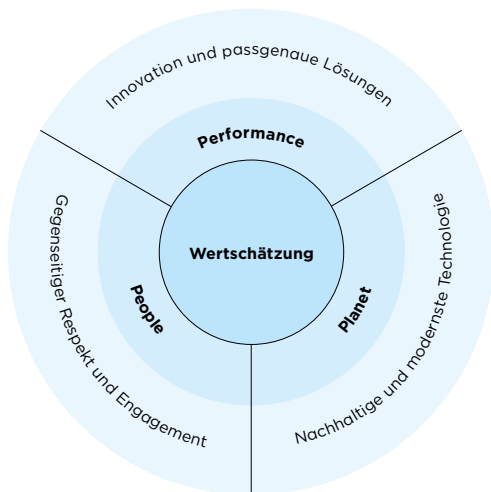 Innovation und passgenaue Lösungen
Performance
Wertschätzung
People
Planet
Gegenseitiger Respekt und Engagement
Nachhaltige und modernste Technologie